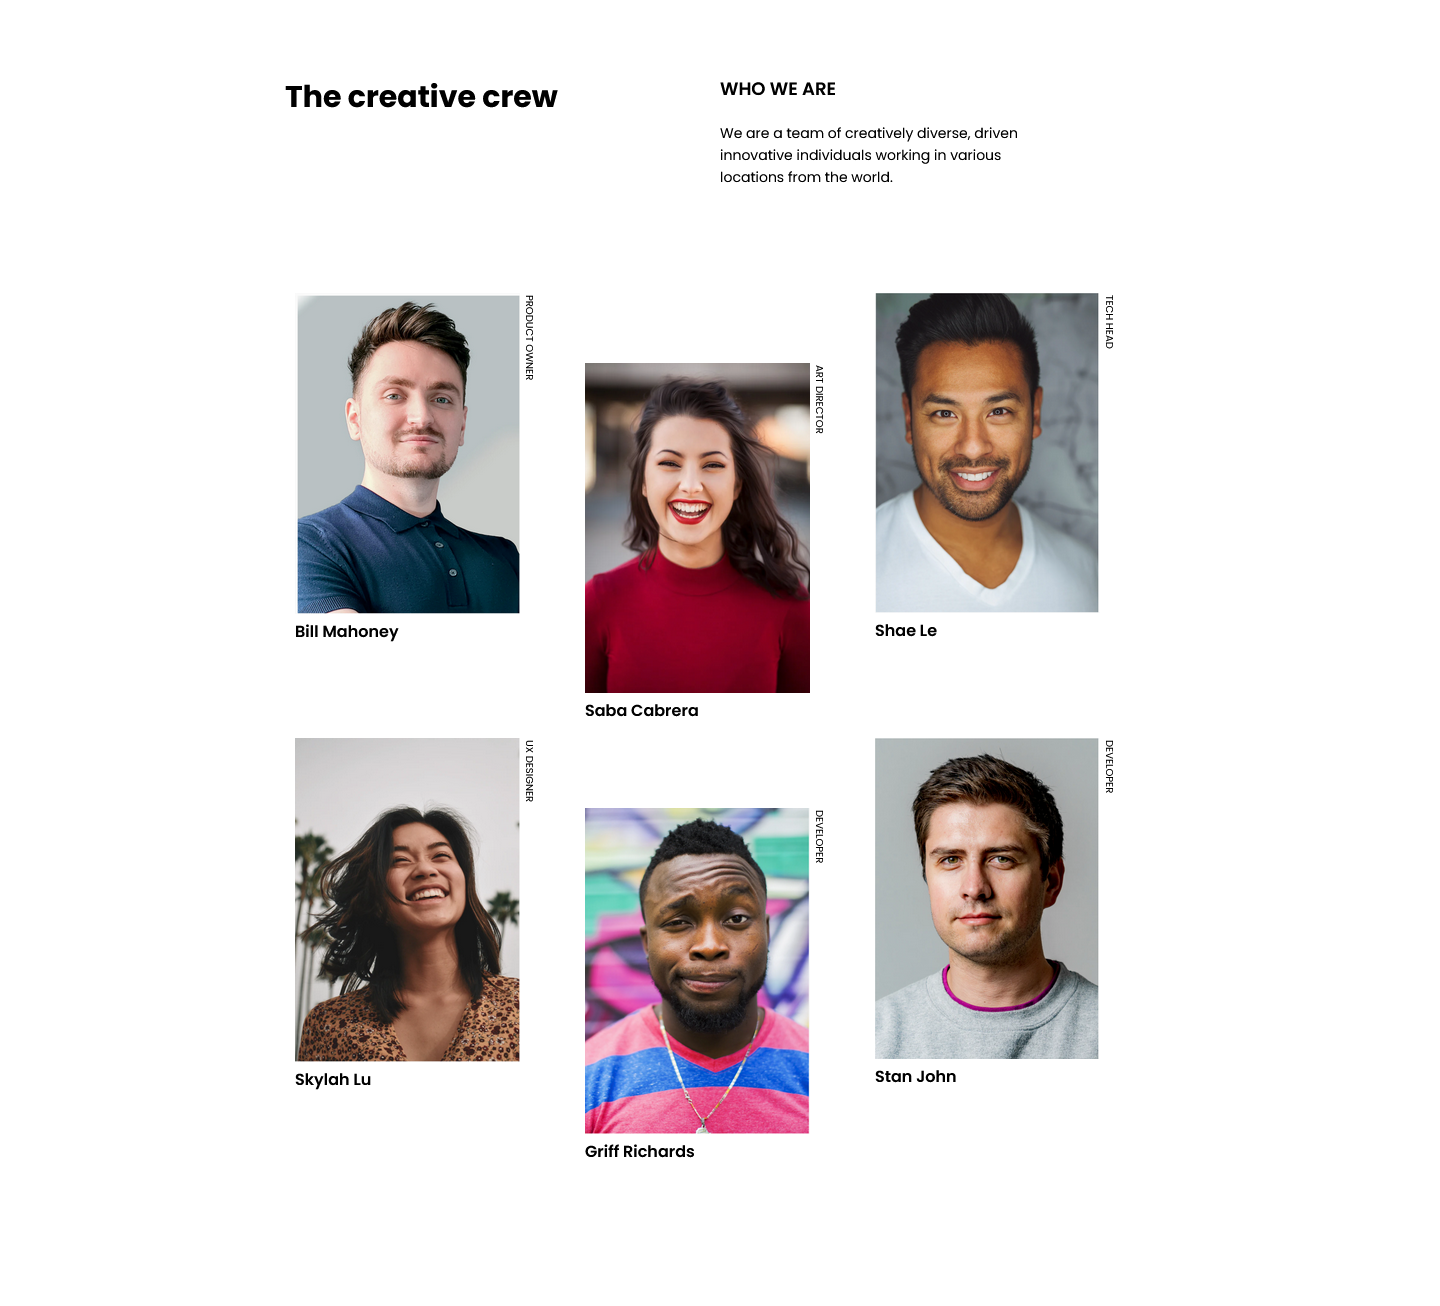 The creative crew
WHO WE ARE
We are a team of creatively diverse, driven
innovative individuals working in various
locations from the world.
PRODUCT OWNER
Bill Mahoney
ART DIRECTOR
Saba Cabrera
TECH HEAD
Shae Le
UX DESIGNER
Skylah Lu
DEVELOPER
Griff Richards
DEVELOPER
Stan John